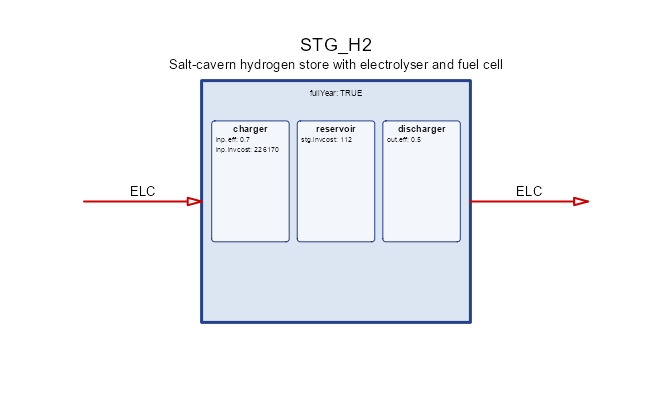 STG_H2
Salt-cavern hydrogen store with electrolyser and fuel cell
fullYear: TRUE
charger
inp.eff: 0.7
inp.invcost: 226170
reservoir
stg.invcost: 112
discharger
out.eff: 0.5
ELC
ELC